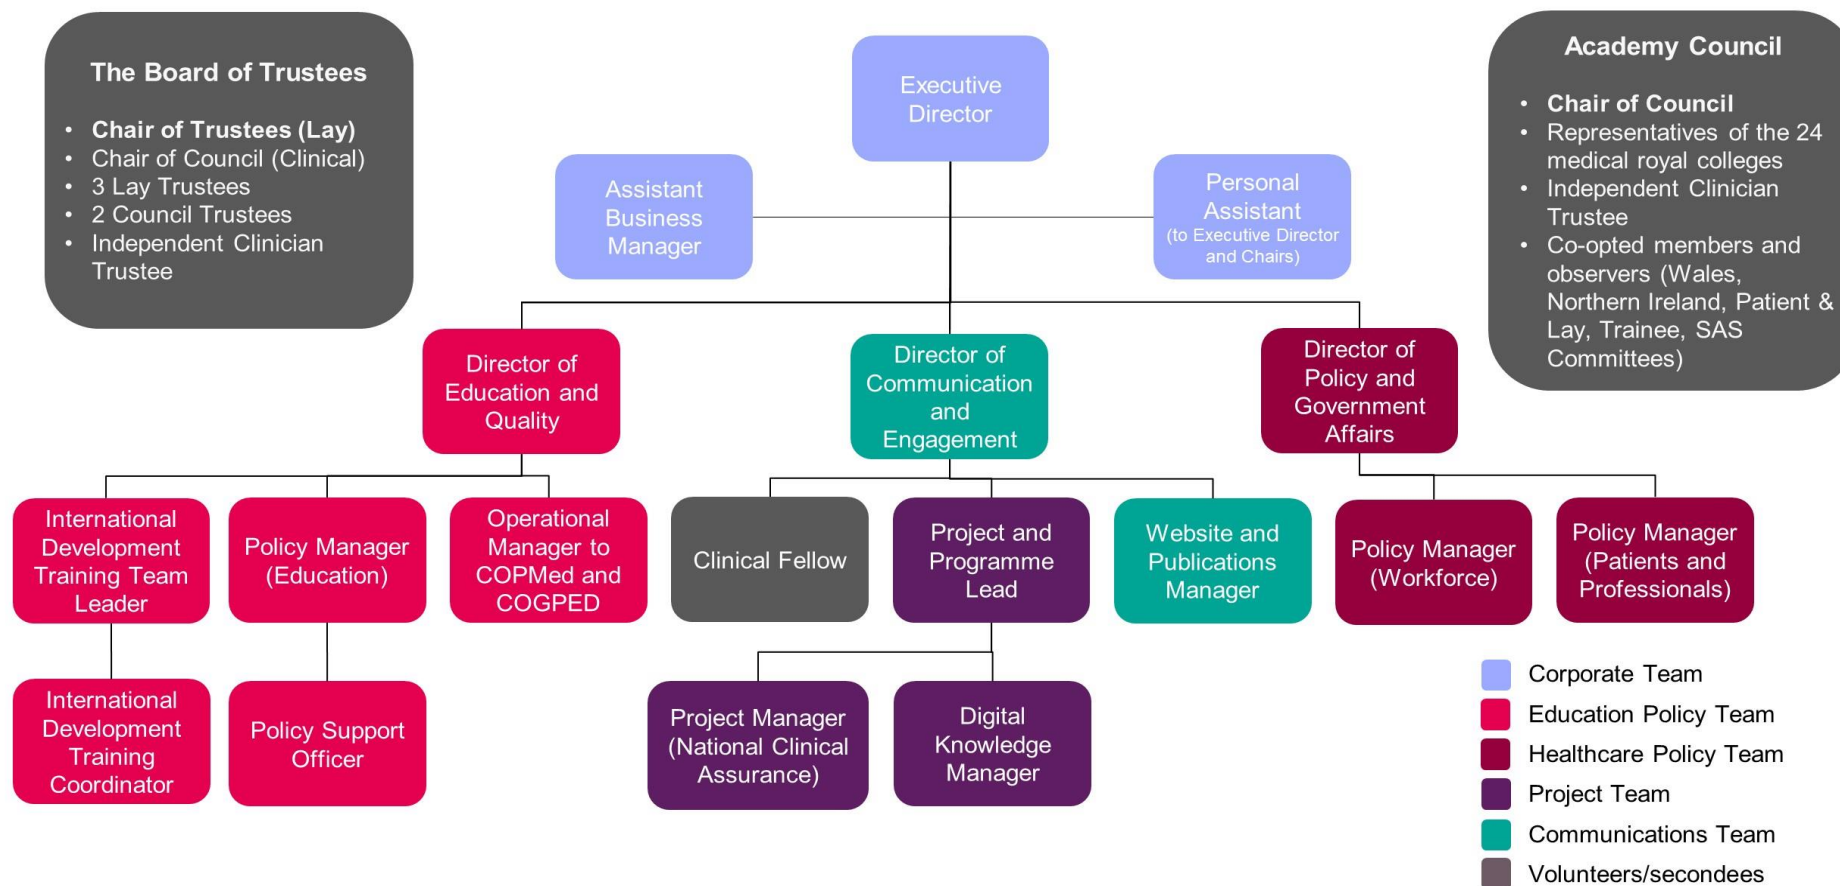 The Board of Trustees
• Chair of Trustees (Lay)
• Chair of Council (Clinical)
• 3 Lay Trustees
• 2 Council Trustees
• Independent Clinician
Trustee
Executive
Director
Academy Council
• Chair of Council
• Representatives of the 24
medical royal colleges
• Independent Clinician
Trustee
• Co-opted members and
observers (Wales,
Northern Ireland, Patient &
Lay, Trainee, SAS
Committees)
Assistant
Business
Manager
Personal
Assistant
(to Executive Director
and Chairs)
Director of
Education and
Quality
Director of
Communication
and
Engagement
Director of
Policy and
Government
Affairs
International
Development
Training Team
Leader
Policy Manager
(Education)
Operational
Manager to
COPMed and
COGPED
Clinical Fellow
Project and
Programme
Lead
Website and
Publications
Manager
Policy Manager
(Workforce)
Policy Manager
(Patients and
Professionals)
International
Development
Training
Coordinator
Policy Support
Officer
Project Manager
(National Clinical
Assurance)
Digital
Knowledge
Manager
Corporate Team
Education Policy Team
Healthcare Policy Team
Project Team
Communications Team
Volunteers/secondees